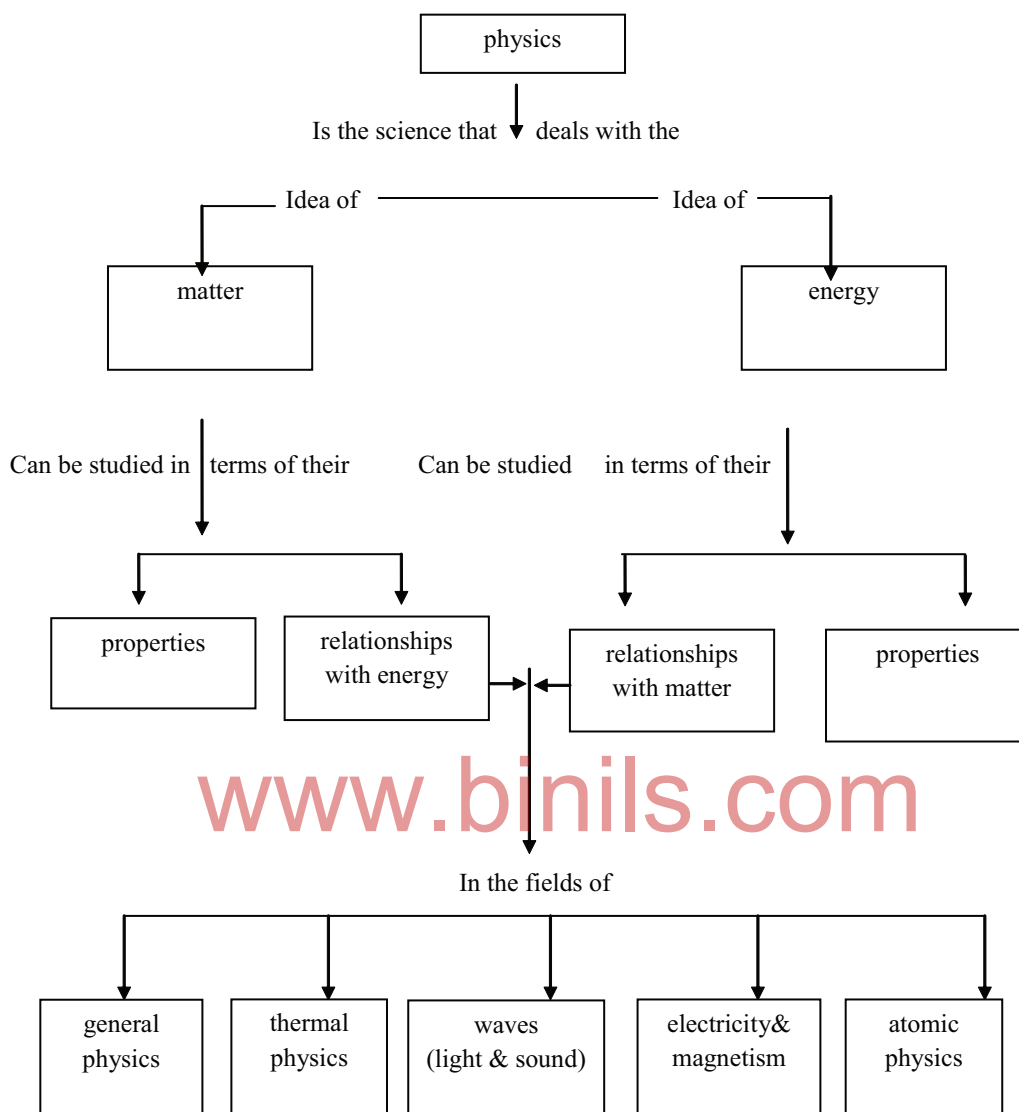 physics
Is the science that deals with the
Idea of Idea of
matter energy
Can be studied in terms of their Can be studied in terms of their
properties
relationships
with energy
relationships
with matter
properties
www.binils.com
In the fields of
general
physics
thermal
physics
waves
(light & sound)
electricity&
magnetism
atomic
physics